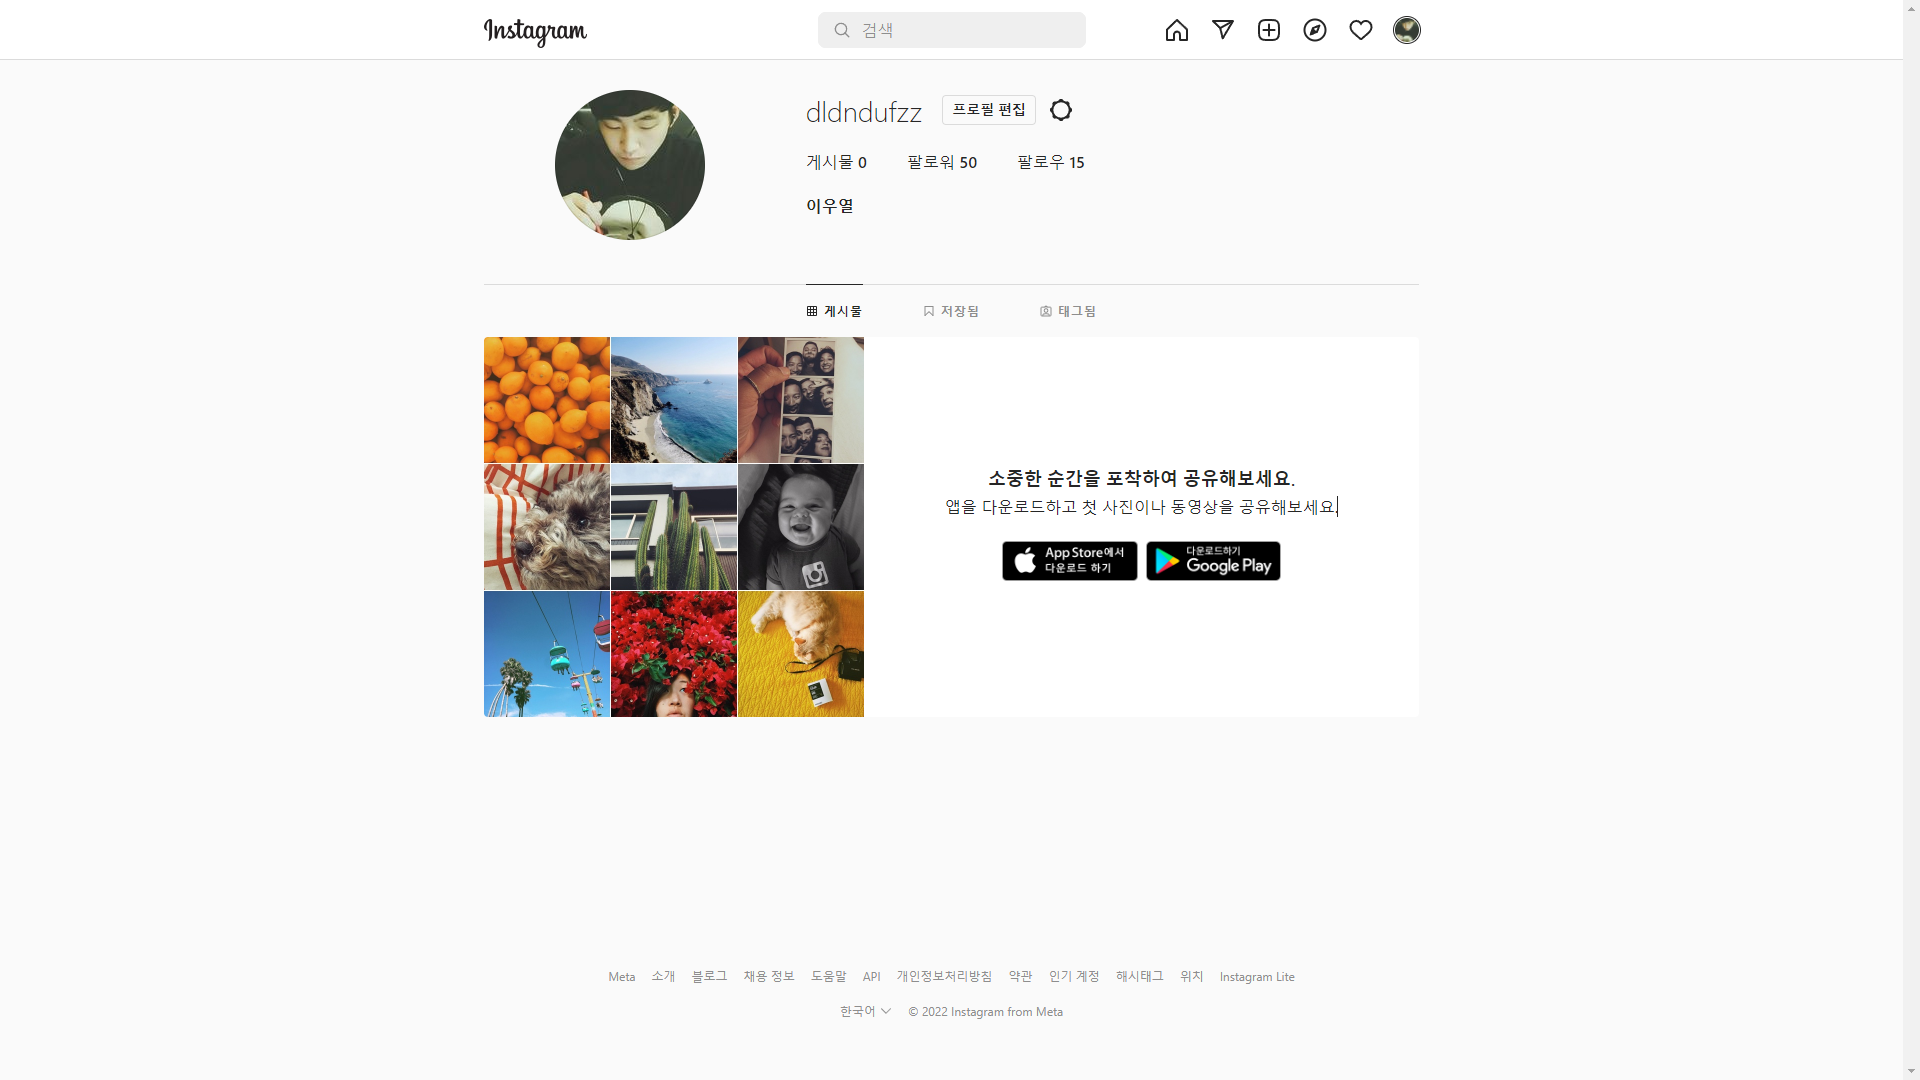 Instagram
검색
dldndufzz
프로필 편집
게시물 0 팔로워 50 팔로우 15
이우열
게시물 저장됨 태그됨
소중한 순간을 포착하여 공유해보세요.
앱을 다운로드하고 첫 사진이나 동영상을 공유해보세요.
App Store에서
다운로드 하기
다운로드하기
Google Play
Meta 소개 블로그 채용 정보 도움말 API 개인정보처리방침 약관 인기 계정 해시태그 위치 Instagram Lite
한국어 © 2022 Instagram from Meta